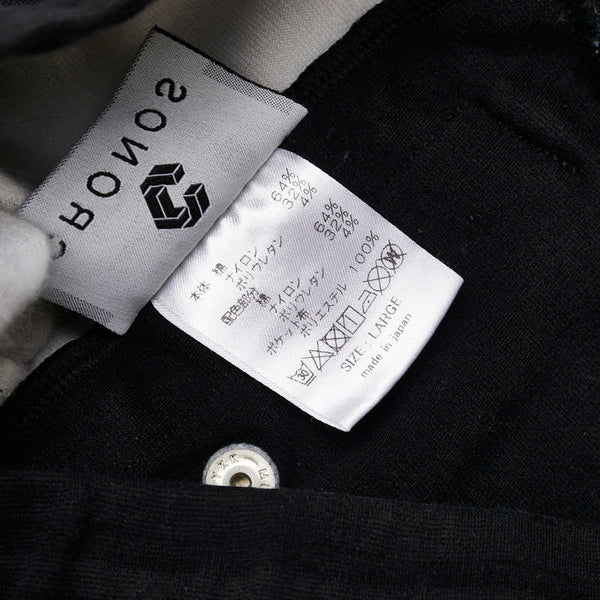 CRONOS
本体 綿 64%
ナイロン 32%
ポリウレタン 4%
配色部分 綿 64%
ナイロン 32%
ポリウレタン 4%
ポケット布
ポリエステル 100%
30
SIZE : LARGE
made in japan